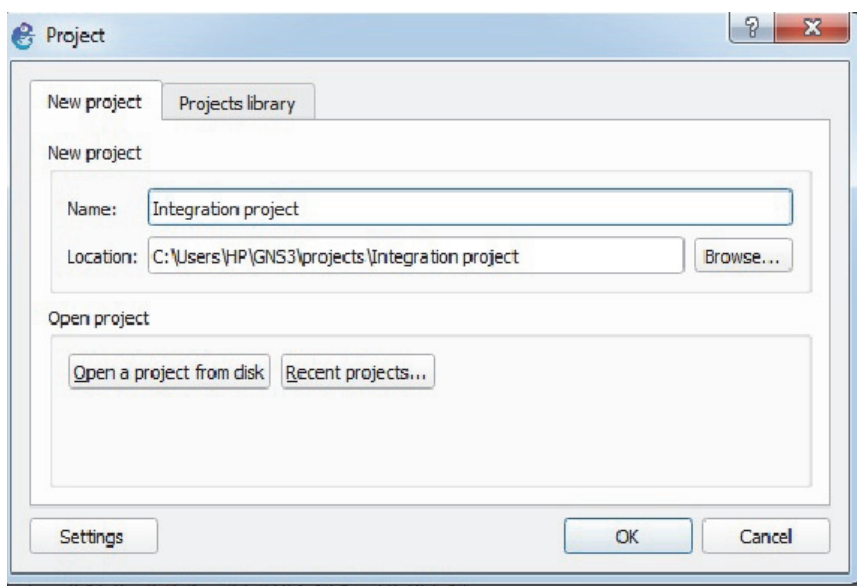 Project
New project Projects library
New project
Name: Integration project
Location: C:\Users\HP\GNS3\projects\Integration project Browse...
Open project
Open a project from disk Recent projects...
Settings OK Cancel